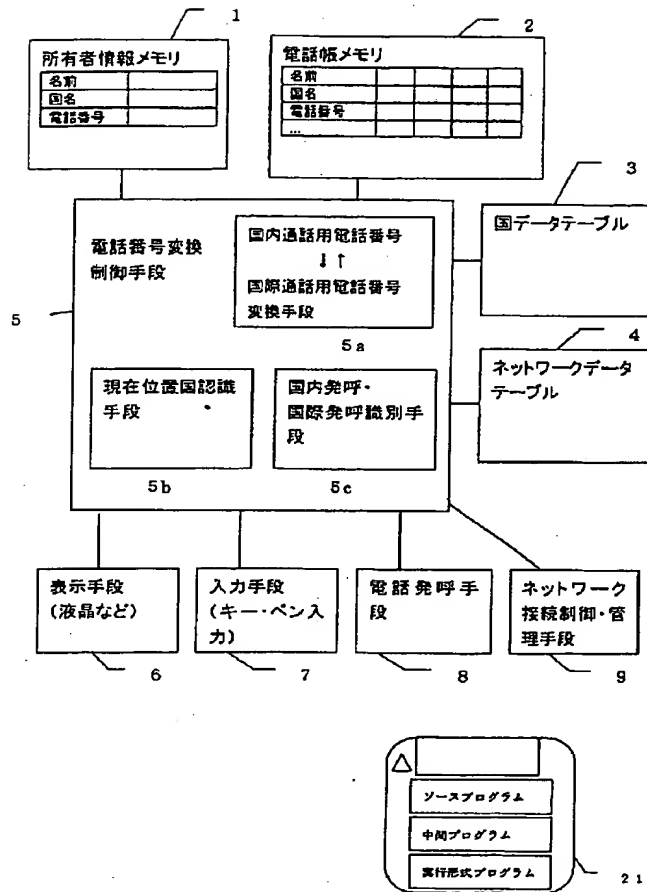 1
所有者情報メモリ
名前
国名
電話番号
2
電話帳メモリ
名前
国名
電話番号
...
3
国データテーブル
4
ネットワークデータ
テーブル
5
電話番号変換
制御手段
国内通話用電話番号
↓↑
国際通話用電話番号
変換手段
5a
現在位置国認識
手段
5b
国内発呼・
国際発呼識別手
段
5c
表示手段
(液晶など)
6
入力手段
(キー・ペン入
力)
7
電話発呼手
段
8
ネットワーク
接続制御・管
理手段
9
ソースプログラム
中間プログラム
実行形式プログラム
21